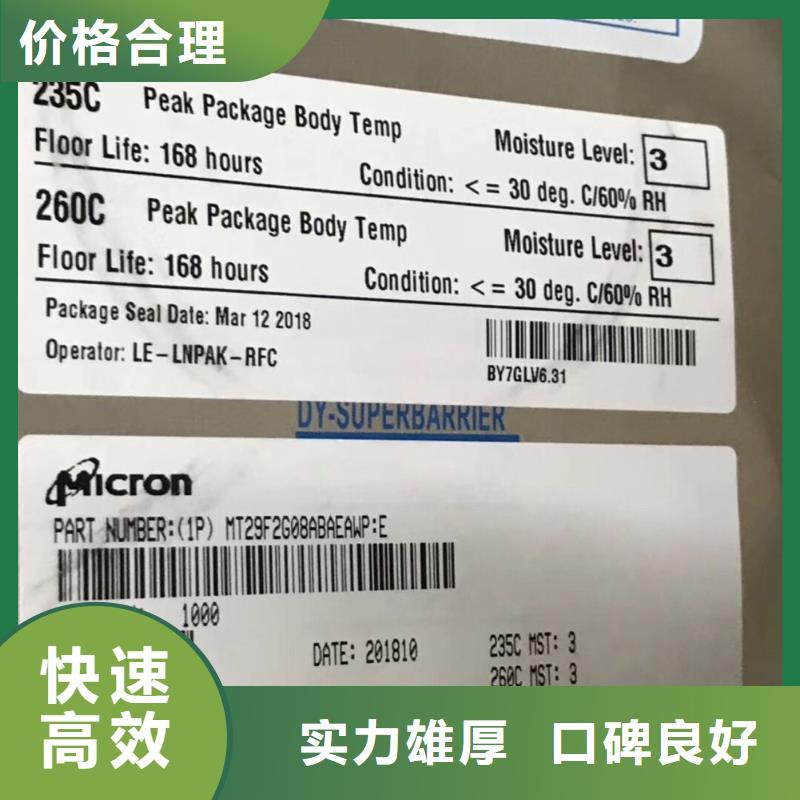 价格合理
235C Peak Package Body Temp Moisture Level: 3
Floor Life: 168 hours Condition: < = 30 deg. C/60% RH
260C Peak Package Body Temp Moisture Level: 3
Floor Life: 168 hours Condition: < = 30 deg. C/60% RH
Package Seal Date: Mar 12 2018
Operator: LE-LNPAK-RFC
BY7GLV6.31
DY-SUPERBARRIER
Micron
PART NUMBER:(1P) MT29F2G08ABAEAWP:E
1000
DATE: 201810 235C MST: 3
260C MST: 3
快速
高效
实力雄厚 口碑良好